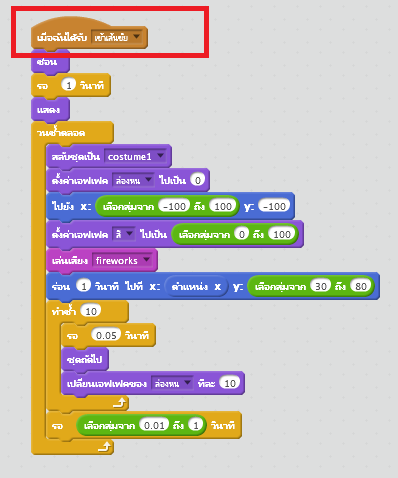 เมื่อฉันได้รับ เข้าเส้นชัย
ซ่อน
รอ 1 วินาที
แสดง
วนซ้ำตลอด
สลับชุดเป็น costume1
ตั้งค่าเอฟเฟค ล่องหน ไปเป็น 0
ไปยัง x: เลือกสุ่มจาก -100 ถึง 100 y: -100
ตั้งค่าเอฟเฟค สี ไปเป็น เลือกสุ่มจาก 0 ถึง 100
เล่นเสียง fireworks
ร่อน 1 วินาที ไปที่ x: ตำแหน่ง x y: เลือกสุ่มจาก 30 ถึง 80
ทำซ้ำ 10
รอ 0.05 วินาที
ชุดถัดไป
เปลี่ยนเอฟเฟคของ ล่องหน ทีละ 10
รอ เลือกสุ่มจาก 0.01 ถึง 1 วินาที